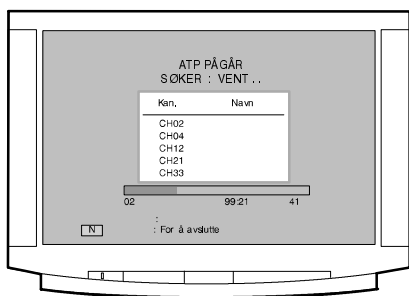 ATP PÅGÅR
SØKER : VENT . .
Kan, Navn
CH02
CH04
CH12
CH21
CH33
02 99:21 41
:
N : For å avslutte